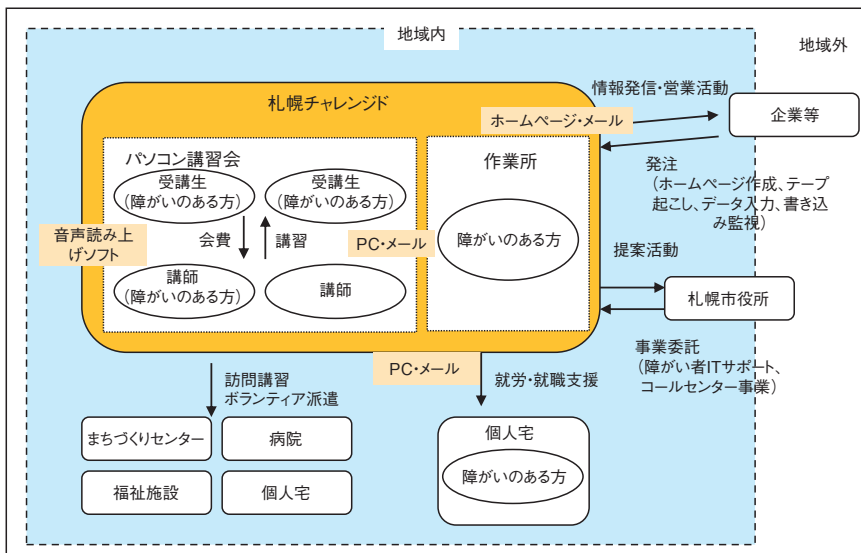 地域内
地域外
札幌チャレンジド
情報発信・営業活動
ホームページ・メール
企業等
パソコン講習会
作業所
受講生
(障がいのある方)
受講生
(障がいのある方)
発注
(ホームページ作成、テープ
起こし、データ入力、書き込
み監視)
音声読み上
げソフト
会費
講習
PC・メール
障がいのある方
提案活動
講師
(障がいのある方)
講師
札幌市役所
事業委託
(障がい者ITサポート、
コールセンター事業)
訪問講習
ボランティア派遣
PC・メール
就労・就職支援
まちづくりセンター
病院
個人宅
障がいのある方
福祉施設
個人宅